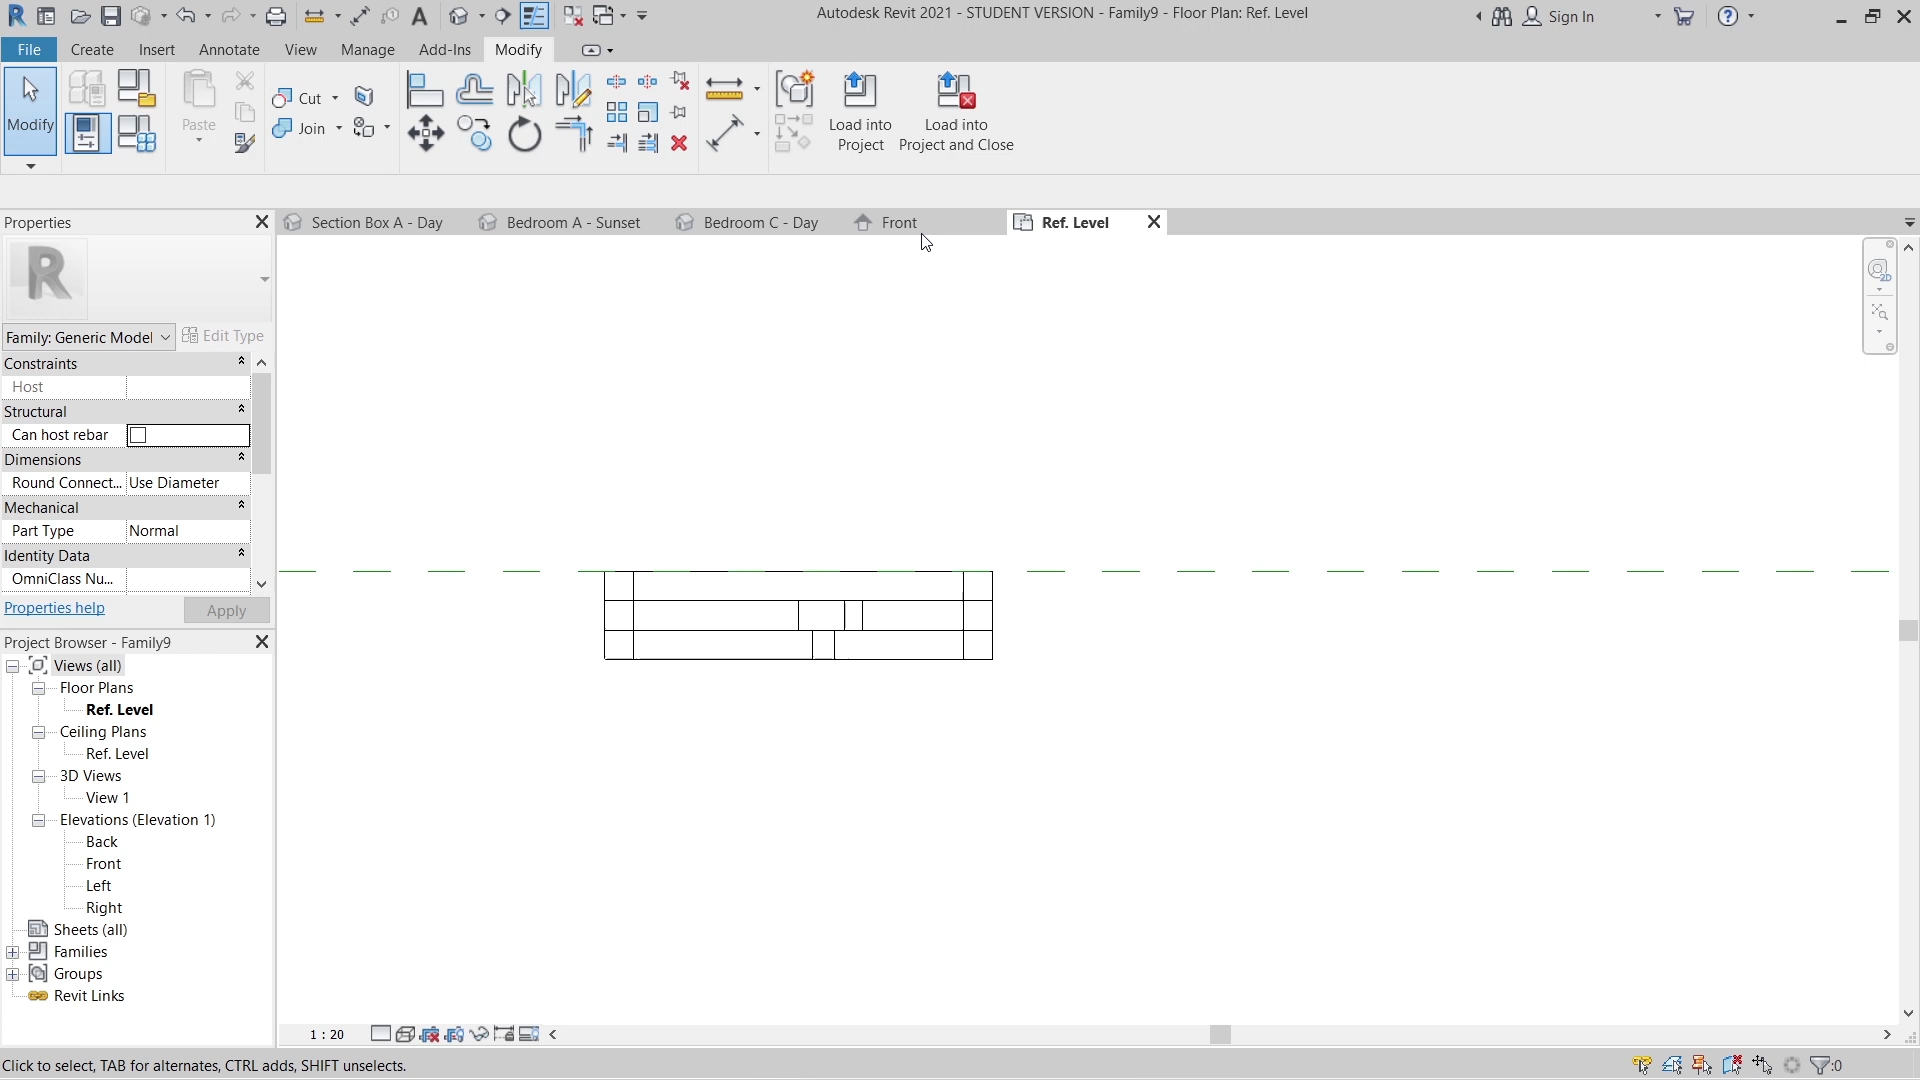 Autodesk Revit 2021 - STUDENT VERSION - Family9 - Floor Plan: Ref. Level
Sign In
File Create Insert Annotate View Manage Add-Ins Modify
Modify
Paste
Cut
Join
Load into Project
Load into Project and Close
Properties
Section Box A - Day
Bedroom A - Sunset
Bedroom C - Day
Front
Ref. Level
R
2D
Family: Generic Model
Edit Type
Constraints
Host
Structural
Can host rebar
Dimensions
Round Connect... Use Diameter
Mechanical
Part Type Normal
Identity Data
OmniClass Nu...
Properties help
Apply
Project Browser - Family9
Views (all)
Floor Plans
Ref. Level
Ceiling Plans
Ref. Level
3D Views
View 1
Elevations (Elevation 1)
Back
Front
Left
Right
Sheets (all)
Families
Groups
Revit Links
1 : 20
Click to select, TAB for alternates, CTRL adds, SHIFT unselects.
:0